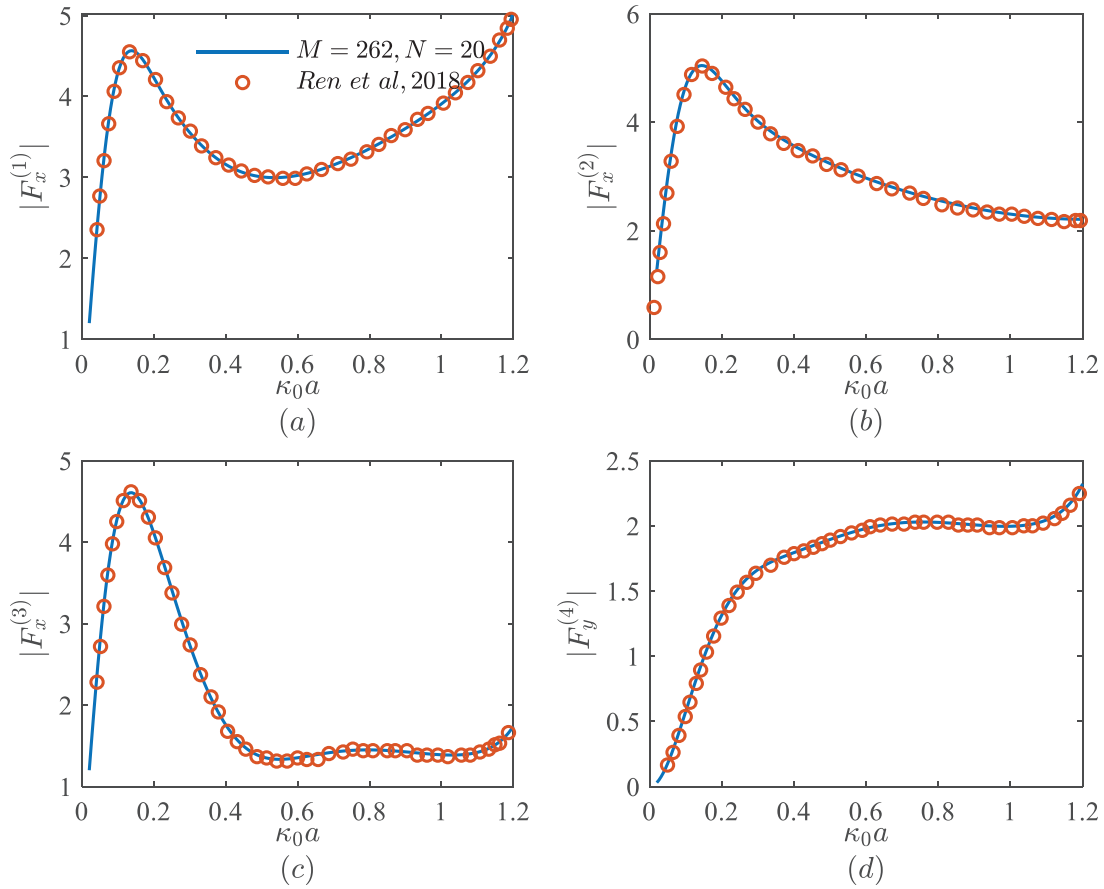 5
4
3
2
1
|F_x^{(1)}|
M = 262, N = 20
Ren et al, 2018
0 0.2 0.4 0.6 0.8 1 1.2
κ₀a
(a)
6
4
2
0
|F_x^{(2)}|
0 0.2 0.4 0.6 0.8 1 1.2
κ₀a
(b)
5
4
3
2
1
|F_x^{(3)}|
0 0.2 0.4 0.6 0.8 1 1.2
κ₀a
(c)
2.5
2
1.5
1
0.5
0
|F_y^{(4)}|
0 0.2 0.4 0.6 0.8 1 1.2
κ₀a
(d)